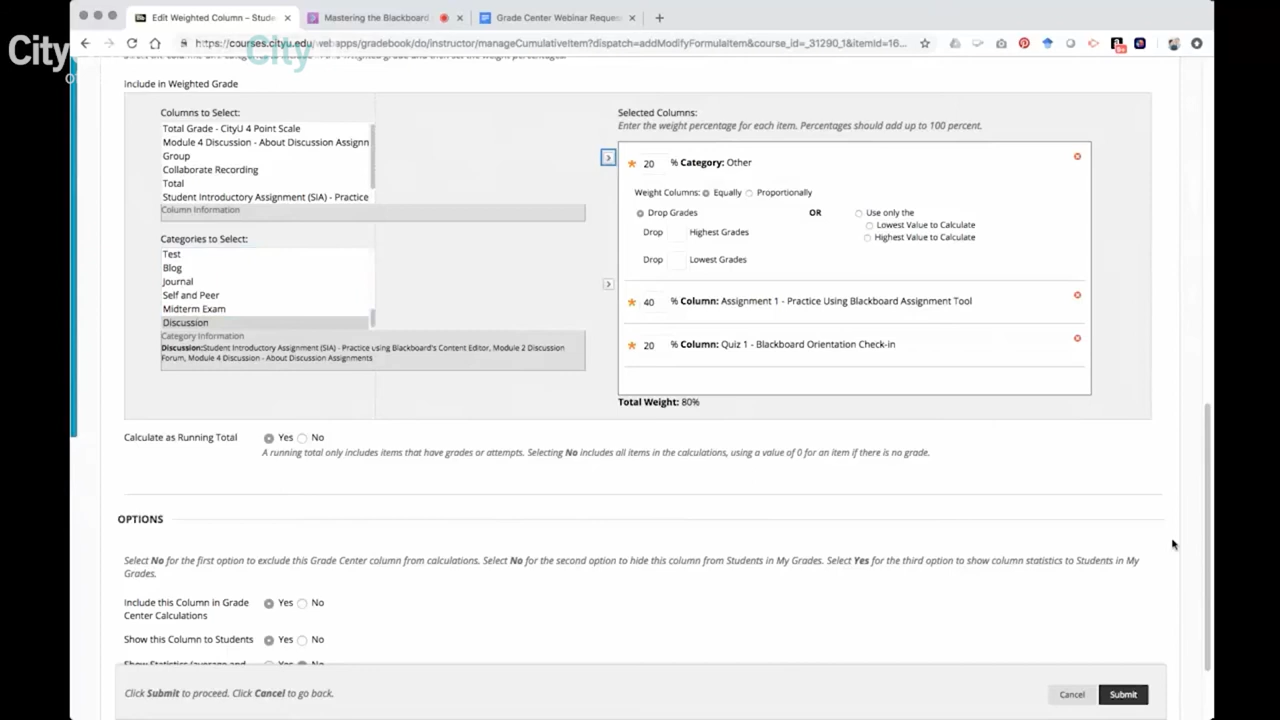 Edit Weighted Column – Stude
Mastering the Blackboard
Grade Center Webinar Reques
https://courses.cityu.edu/webapps/gradebook/do/instructor/manageCumulativeItem?dispatch=addModifyFormulaItem&course_id=_31290_1&itemId=16...
City
City
Include in Weighted Grade
Columns to Select:
Total Grade - CityU 4 Point Scale
Module 4 Discussion - About Discussion Assignn
Group
Collaborate Recording
Total
Student Introductory Assignment (SIA) - Practice
Column Information
Categories to Select:
Test
Blog
Journal
Self and Peer
Midterm Exam
Discussion
Category Information
Discussion:Student Introductory Assignment (SIA) - Practice using Blackboard's Content Editor, Module 2 Discussion
Forum, Module 4 Discussion - About Discussion Assignments
Selected Columns:
Enter the weight percentage for each item. Percentages should add up to 100 percent.
20 % Category: Other
Weight Columns: Equally Proportionally
Drop Grades OR Use only the
Lowest Value to Calculate
Drop Highest Grades
Highest Value to Calculate
Drop Lowest Grades
40 % Column: Assignment 1 - Practice Using Blackboard Assignment Tool
20 % Column: Quiz 1 - Blackboard Orientation Check-in
Total Weight: 80%
Calculate as Running Total Yes No
A running total only includes items that have grades or attempts. Selecting No includes all items in the calculations, using a value of 0 for an item if there is no grade.
OPTIONS
Select No for the first option to exclude this Grade Center column from calculations. Select No for the second option to hide this column from Students in My Grades. Select Yes for the third option to show column statistics to Students in My
Grades.
Include this Column in Grade Yes No
Center Calculations
Show this Column to Students Yes No
Show Statistics (average and Yes No
Click Submit to proceed. Click Cancel to go back.
Cancel Submit